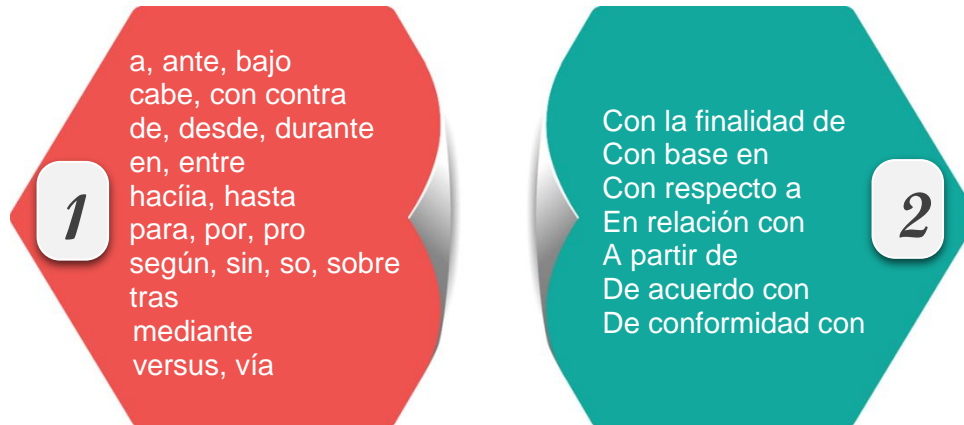 1
a, ante, bajo
cabe, con contra
de, desde, durante
en, entre
hacíia, hasta
para, por, pro
según, sin, so, sobre
tras
mediante
versus, vía
2
Con la finalidad de
Con base en
Con respecto a
En relación con
A partir de
De acuerdo con
De conformidad con